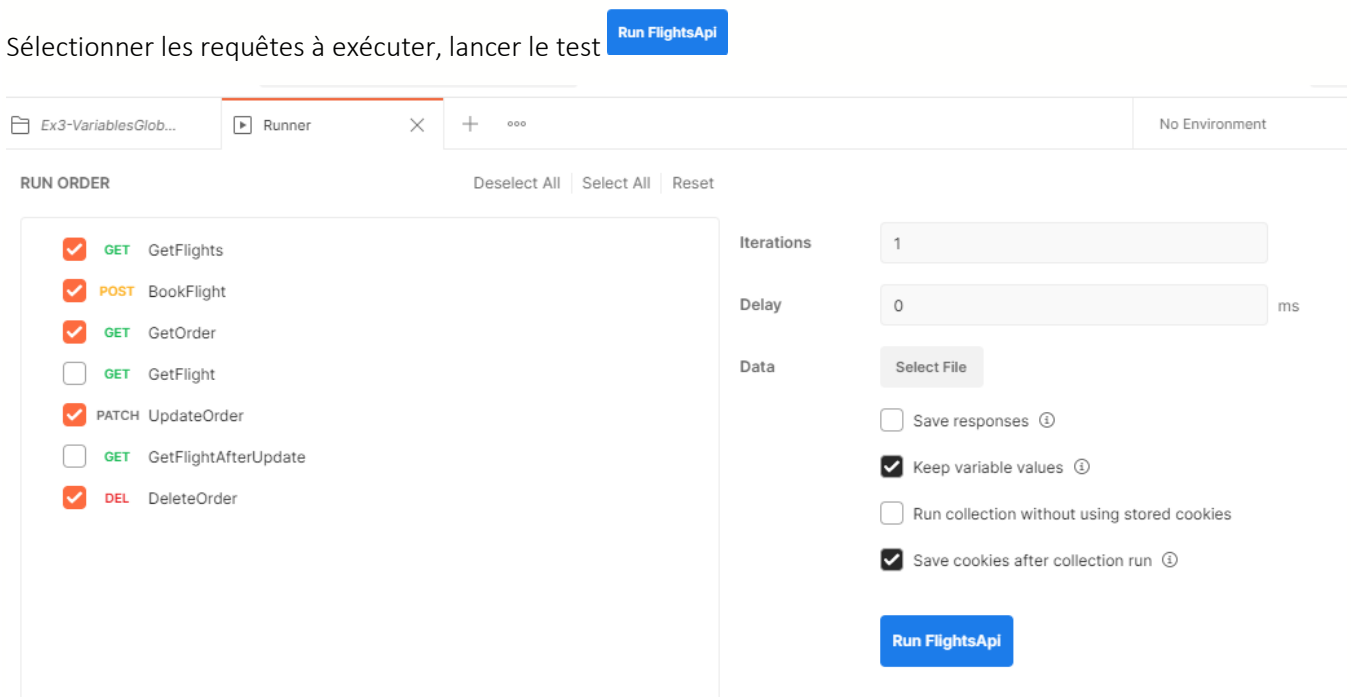 Sélectionner les requêtes à exécuter, lancer le test Run FlightsApi
Ex3-VariablesGlob...
Runner
No Environment
RUN ORDER
Deselect All
Select All
Reset
GET GetFlights
POST BookFlight
GET GetOrder
GET GetFlight
PATCH UpdateOrder
GET GetFlightAfterUpdate
DEL DeleteOrder
Iterations 1
Delay 0 ms
Data Select File
Save responses
Keep variable values
Run collection without using stored cookies
Save cookies after collection run
Run FlightsApi